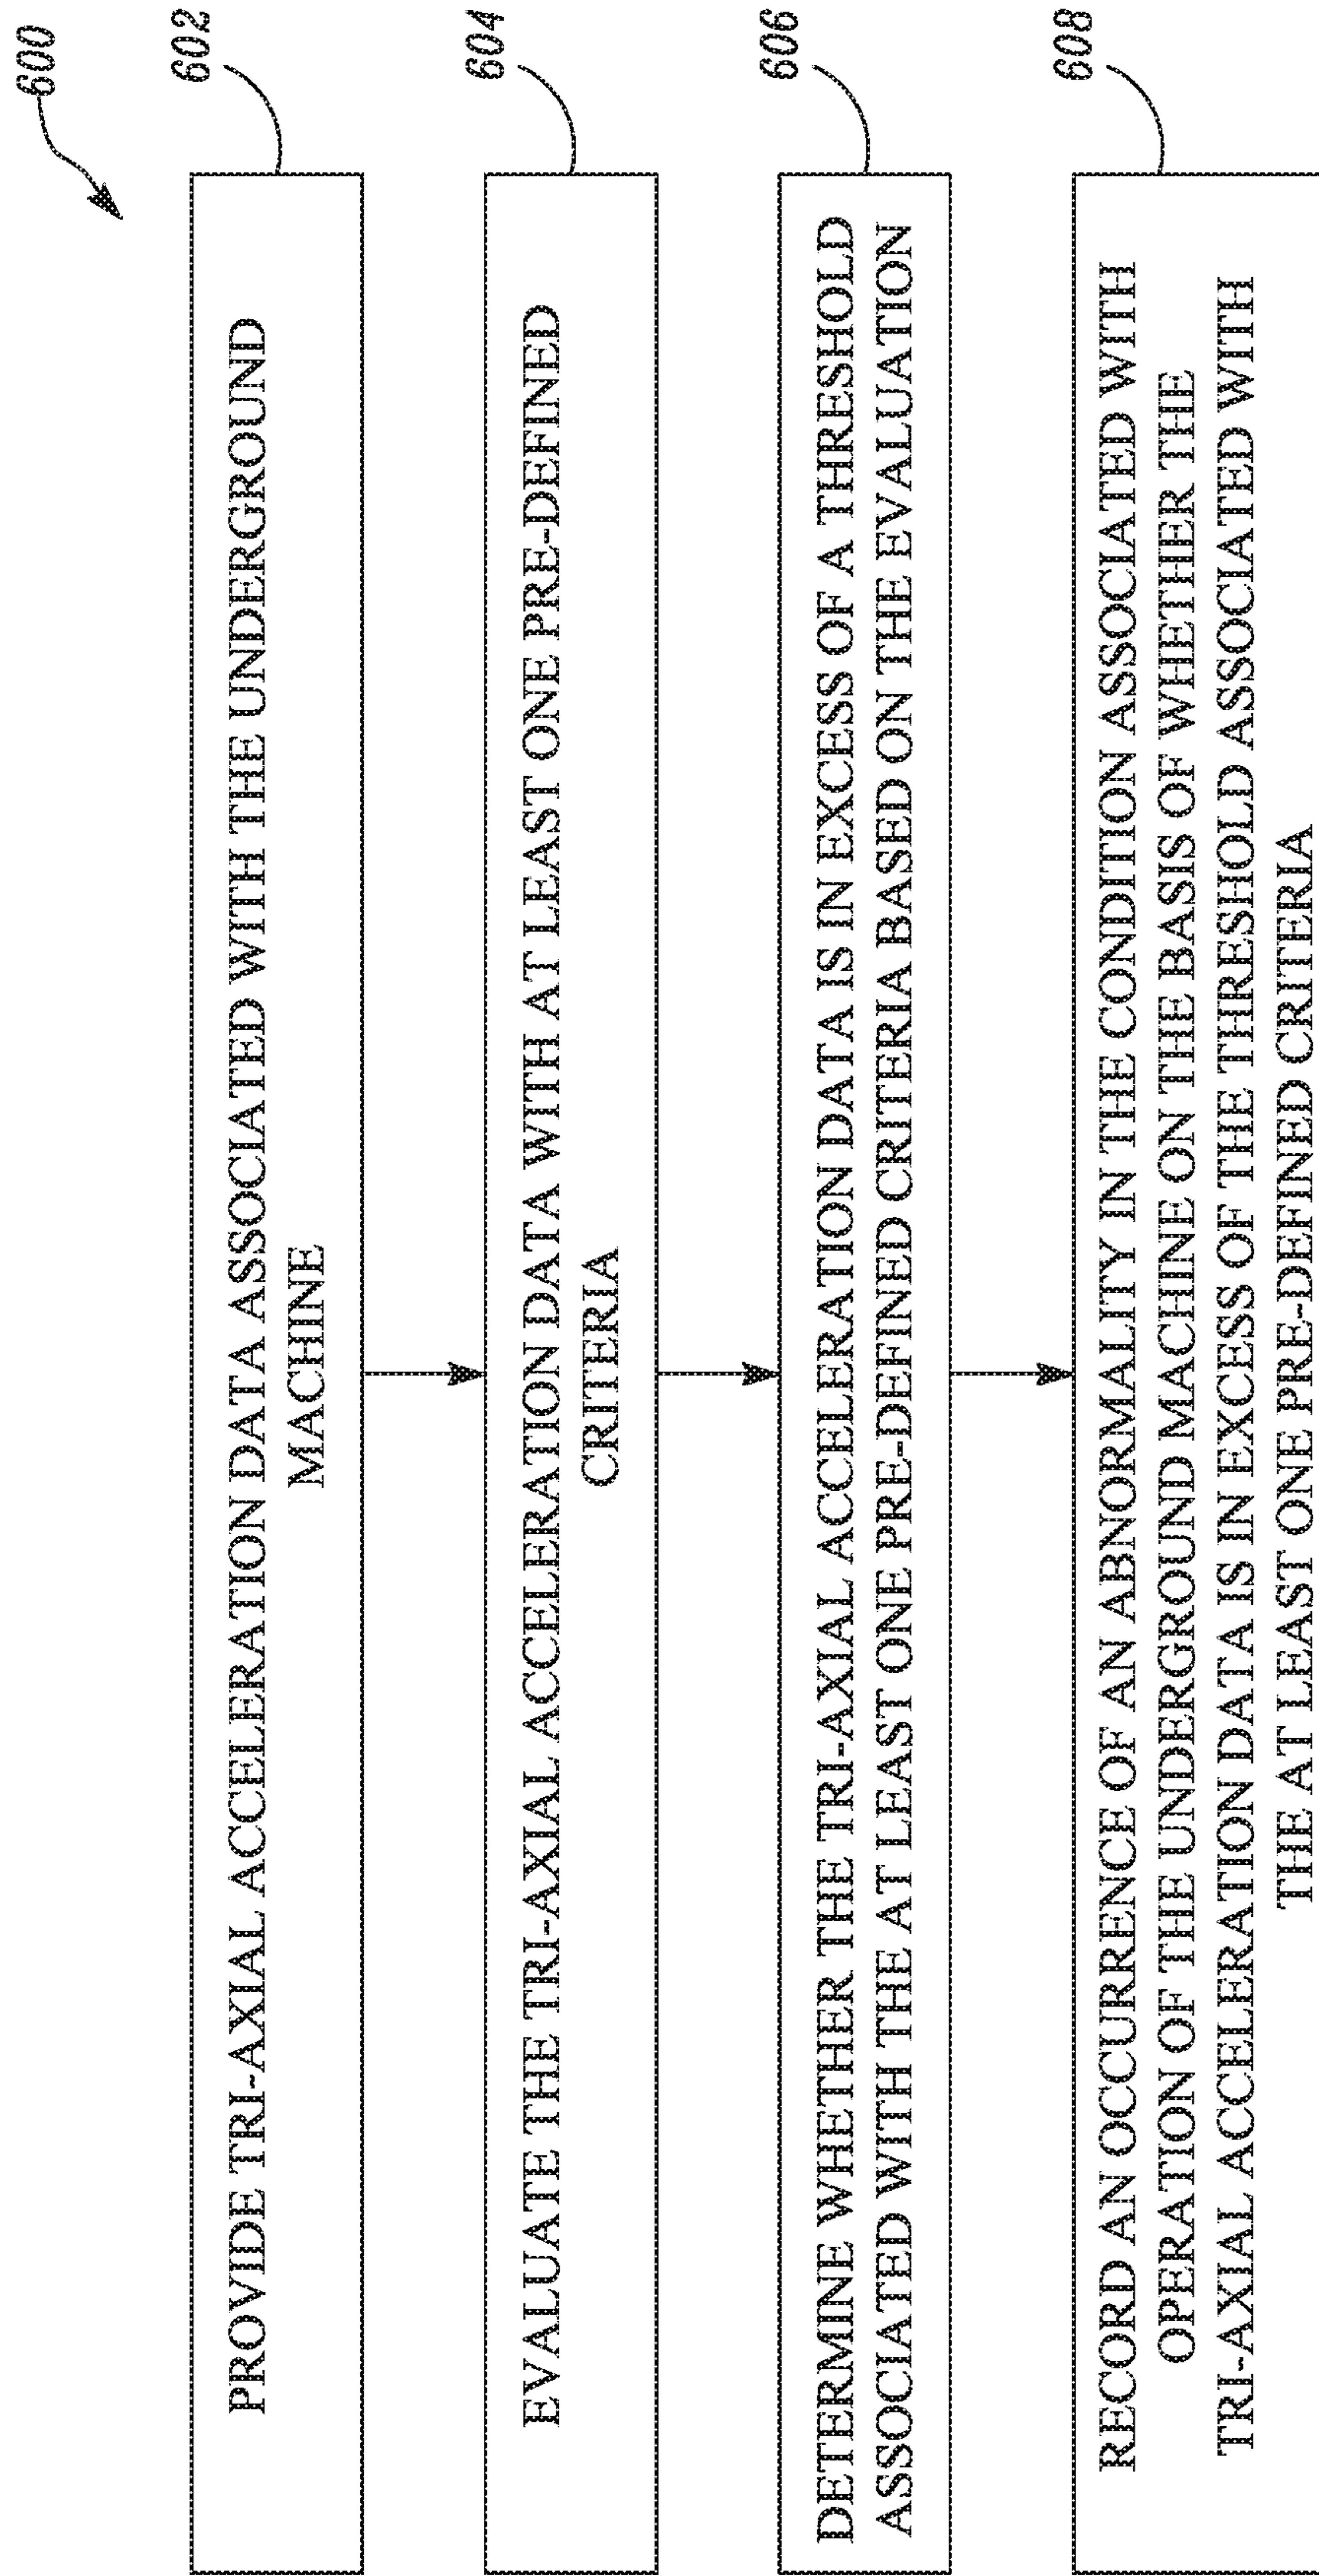 600
602
PROVIDE TRI-AXIAL ACCELERATION DATA ASSOCIATED WITH THE UNDERGROUND
MACHINE
604
EVALUATE THE TRI-AXIAL ACCELERATION DATA WITH AT LEAST ONE PRE-DEFINED
CRITERIA
606
DETERMINE WHETHER THE TRI-AXIAL ACCELERATION DATA IS IN EXCESS OF A THRESHOLD
ASSOCIATED WITH THE AT LEAST ONE PRE-DEFINED CRITERIA BASED ON THE EVALUATION
608
RECORD AN OCCURRENCE OF AN ABNORMALITY IN THE CONDITION ASSOCIATED WITH
OPERATION OF THE UNDERGROUND MACHINE ON THE BASIS OF WHETHER THE
TRI-AXIAL ACCELERATION DATA IS IN EXCESS OF THE THRESHOLD ASSOCIATED WITH
THE AT LEAST ONE PRE-DEFINED CRITERIA